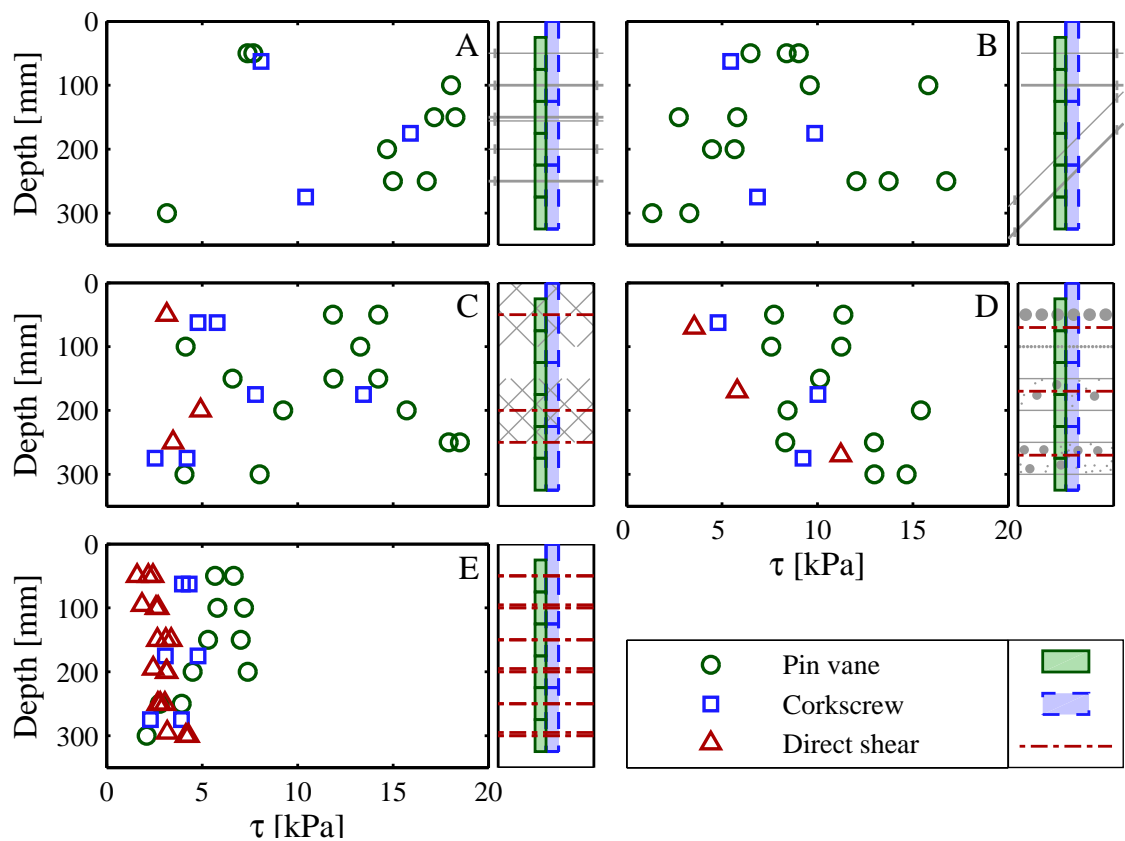 0
100
200
300
Depth [mm]
A
B
0
100
200
300
Depth [mm]
C
D
0
5
10
15
20
τ [kPa]
0
100
200
300
Depth [mm]
E
0
5
10
15
20
τ [kPa]
Pin vane
Corkscrew
Direct shear